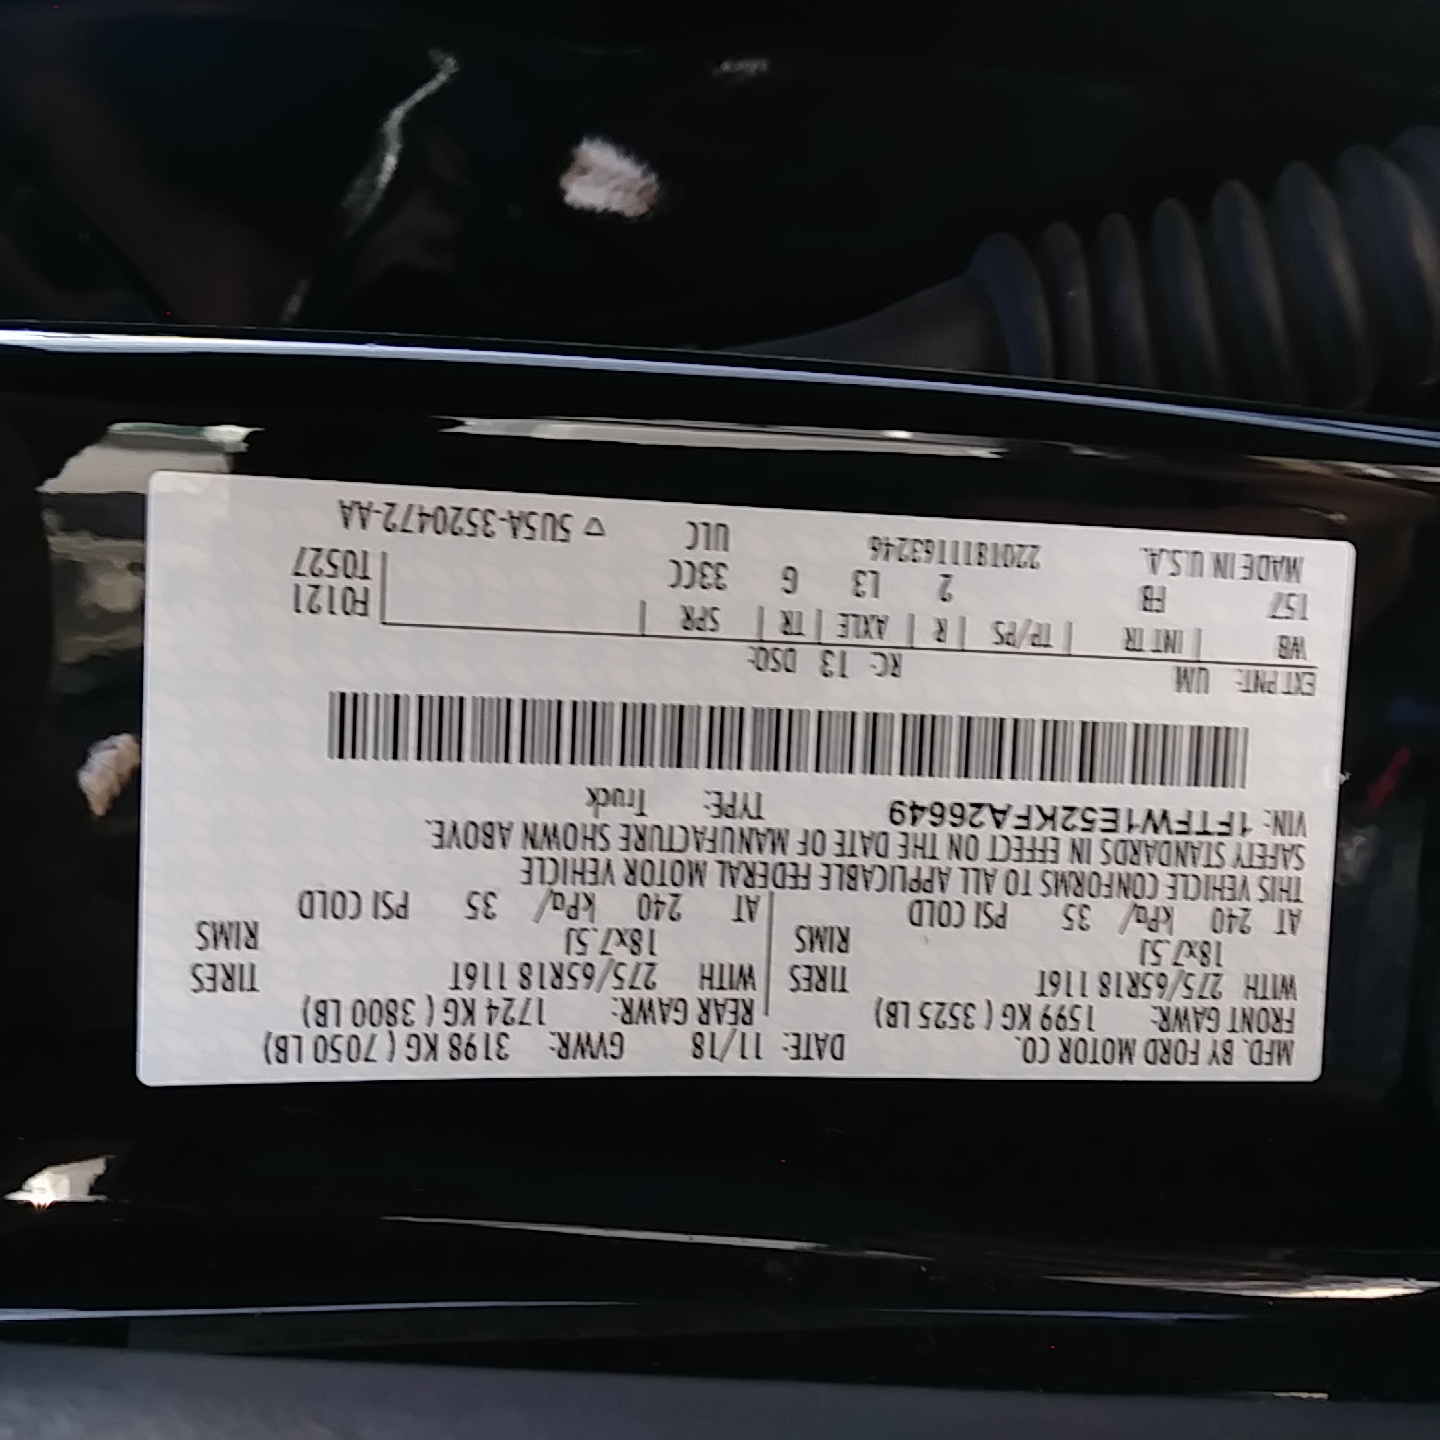 MFD. BY FORD MOTOR CO. DATE: 11/18 GVWR: 3198 KG ( 7050 LB)
FRONT GAWR: 1599 KG ( 3525 LB) REAR GAWR: 1724 KG ( 3800 LB)
WITH 275/65R18 116T TIRES WITH 275/65R18 116T TIRES
18x7.5J RIMS 18x7.5J RIMS
AT 240 kPa/ 35 PSI COLD AT 240 kPa/ 35 PSI COLD
THIS VEHICLE CONFORMS TO ALL APPLICABLE FEDERAL MOTOR VEHICLE
SAFETY STANDARDS IN EFFECT ON THE DATE OF MANUFACTURE SHOWN ABOVE.
VIN: 1FTFW1E52KFA26649 TYPE: Truck
EXT PNT: UM RC: 13 DSO:
WB | INT TR | TP/PS | R | AXLE | TR | SPR | F0121
157 FB 2 L3 G 33CC T0527
MADE IN U.S.A. 2201811163246 ULC ▽ 5U5A-3520472-AA